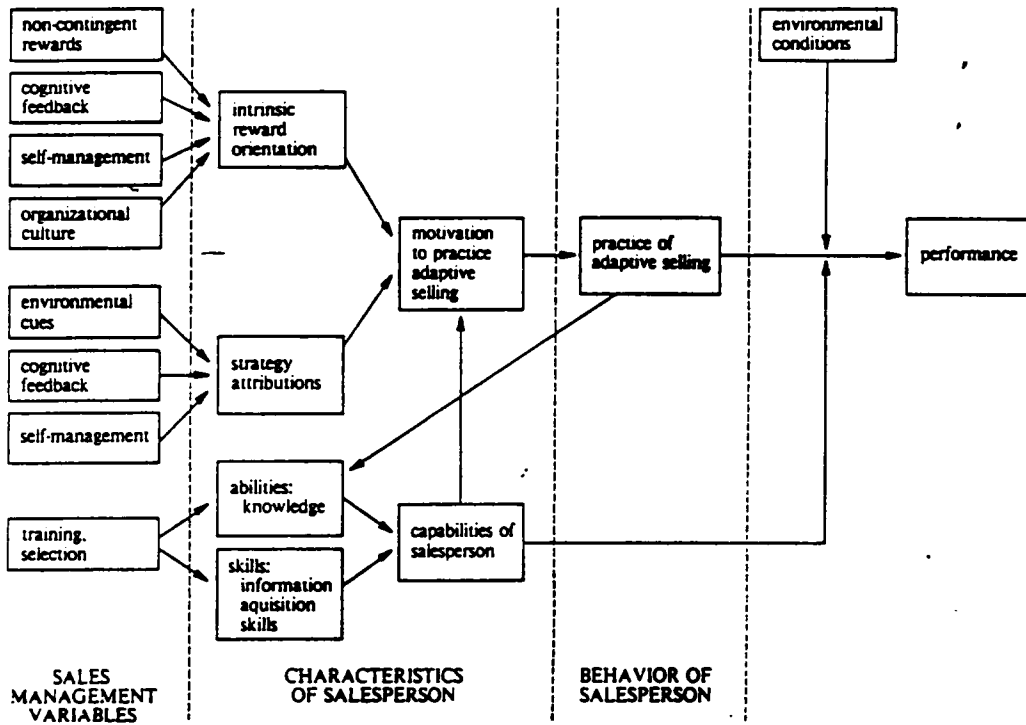 non-contingent
rewards
cognitive
feedback
self-management
organizational
culture
environmental
cues
cognitive
feedback
self-management
training,
selection
intrinsic
reward
orientation
strategy
attributions
abilities:
knowledge
skills:
information
aquisition
skills
motivation
to practice
adaptive
selling
capabilities of
salesperson
practice of
adaptive selling
environmental
conditions
performance
SALES
MANAGEMENT
VARIABLES
CHARACTERISTICS
OF SALESPERSON
BEHAVIOR OF
SALESPERSON